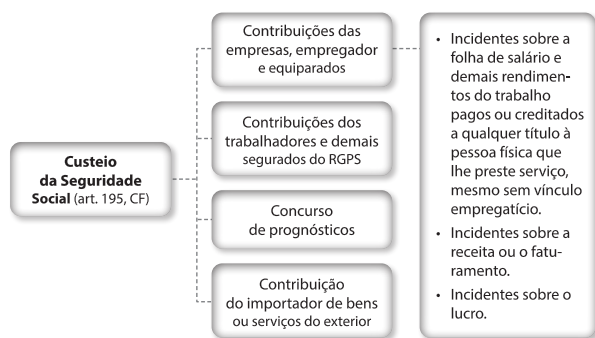 Custeio
da Seguridade
Social (art. 195, CF)
Contribuições das
empresas, empregador
e equiparados
Contribuições dos
trabalhadores e demais
segurados do RGPS
Concurso
de prognósticos
Contribuição
do importador de bens
ou serviços do exterior
• Incidentes sobre a
folha de salário e
demais rendimen-
tos do trabalho
pagos ou creditados
a qualquer título à
pessoa física que
lhe preste serviço,
mesmo sem vínculo
empregatício.
• Incidentes sobre a
receita ou o fatu-
ramento.
• Incidentes sobre o
lucro.